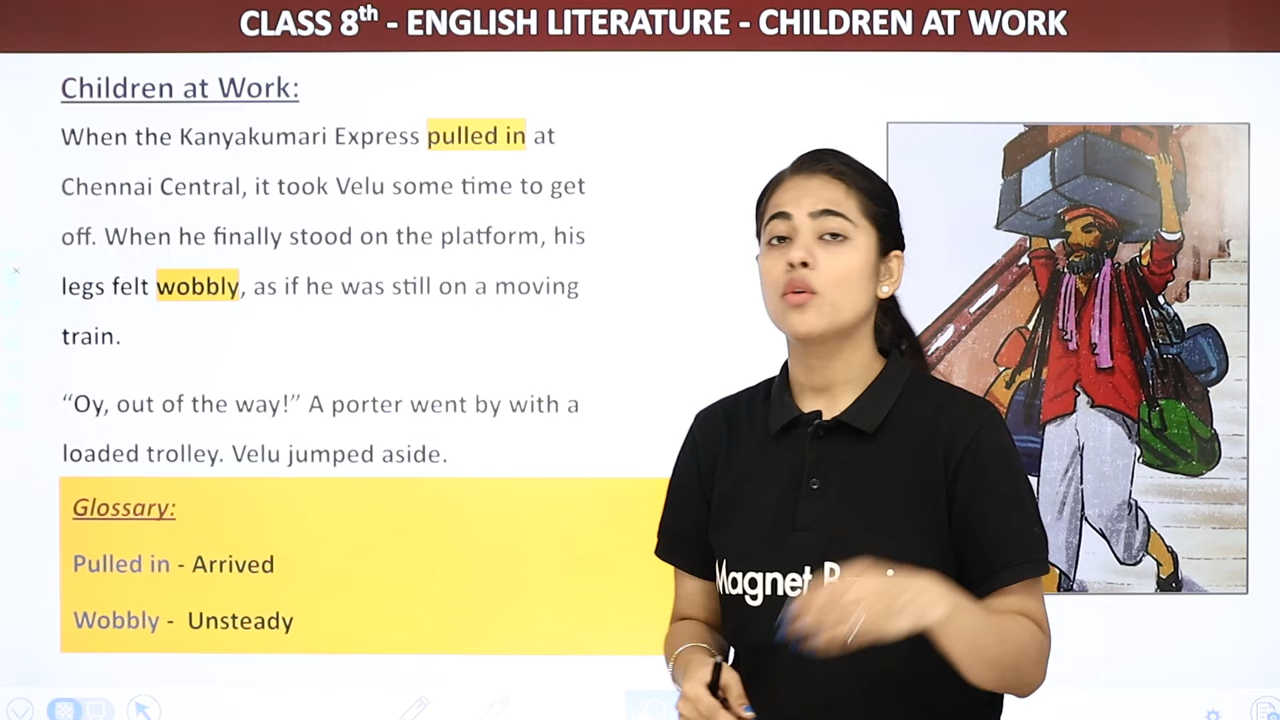 CLASS 8th - ENGLISH LITERATURE - CHILDREN AT WORK
Children at Work:
When the Kanyakumari Express pulled in at
Chennai Central, it took Velu some time to get
off. When he finally stood on the platform, his
legs felt wobbly, as if he was still on a moving
train.
“Oy, out of the way!” A porter went by with a
loaded trolley. Velu jumped aside.
Glossary:
Pulled in - Arrived
Wobbly - Unsteady
Magnet